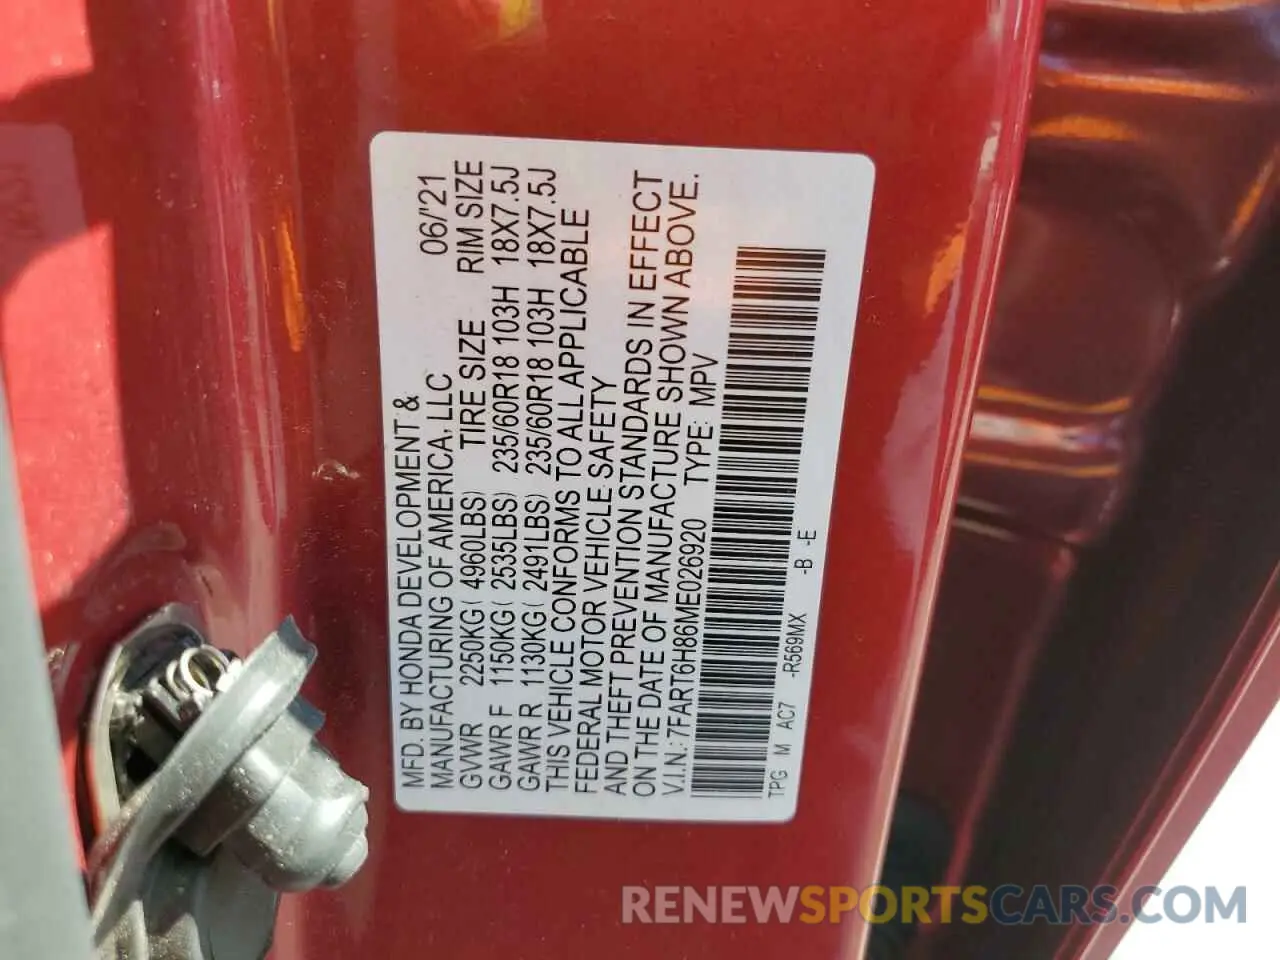 MFD. BY HONDA DEVELOPMENT &
MANUFACTURING OF AMERICA, LLC 06/'21
GVWR 2250KG( 4960LBS) TIRE SIZE RIM SIZE
GAWR F 1150KG( 2535LBS) 235/60R18 103H 18X7.5J
GAWR R 1130KG( 2491LBS) 235/60R18 103H 18X7.5J
THIS VEHICLE CONFORMS TO ALL APPLICABLE
FEDERAL MOTOR VEHICLE SAFETY
AND THEFT PREVENTION STANDARDS IN EFFECT
ON THE DATE OF MANUFACTURE SHOWN ABOVE.
V.I.N.: 7FART6H86ME026920 TYPE: MPV
TPG M AC7 -R569MX -B -E
RENEWSPORTSCARS.COM